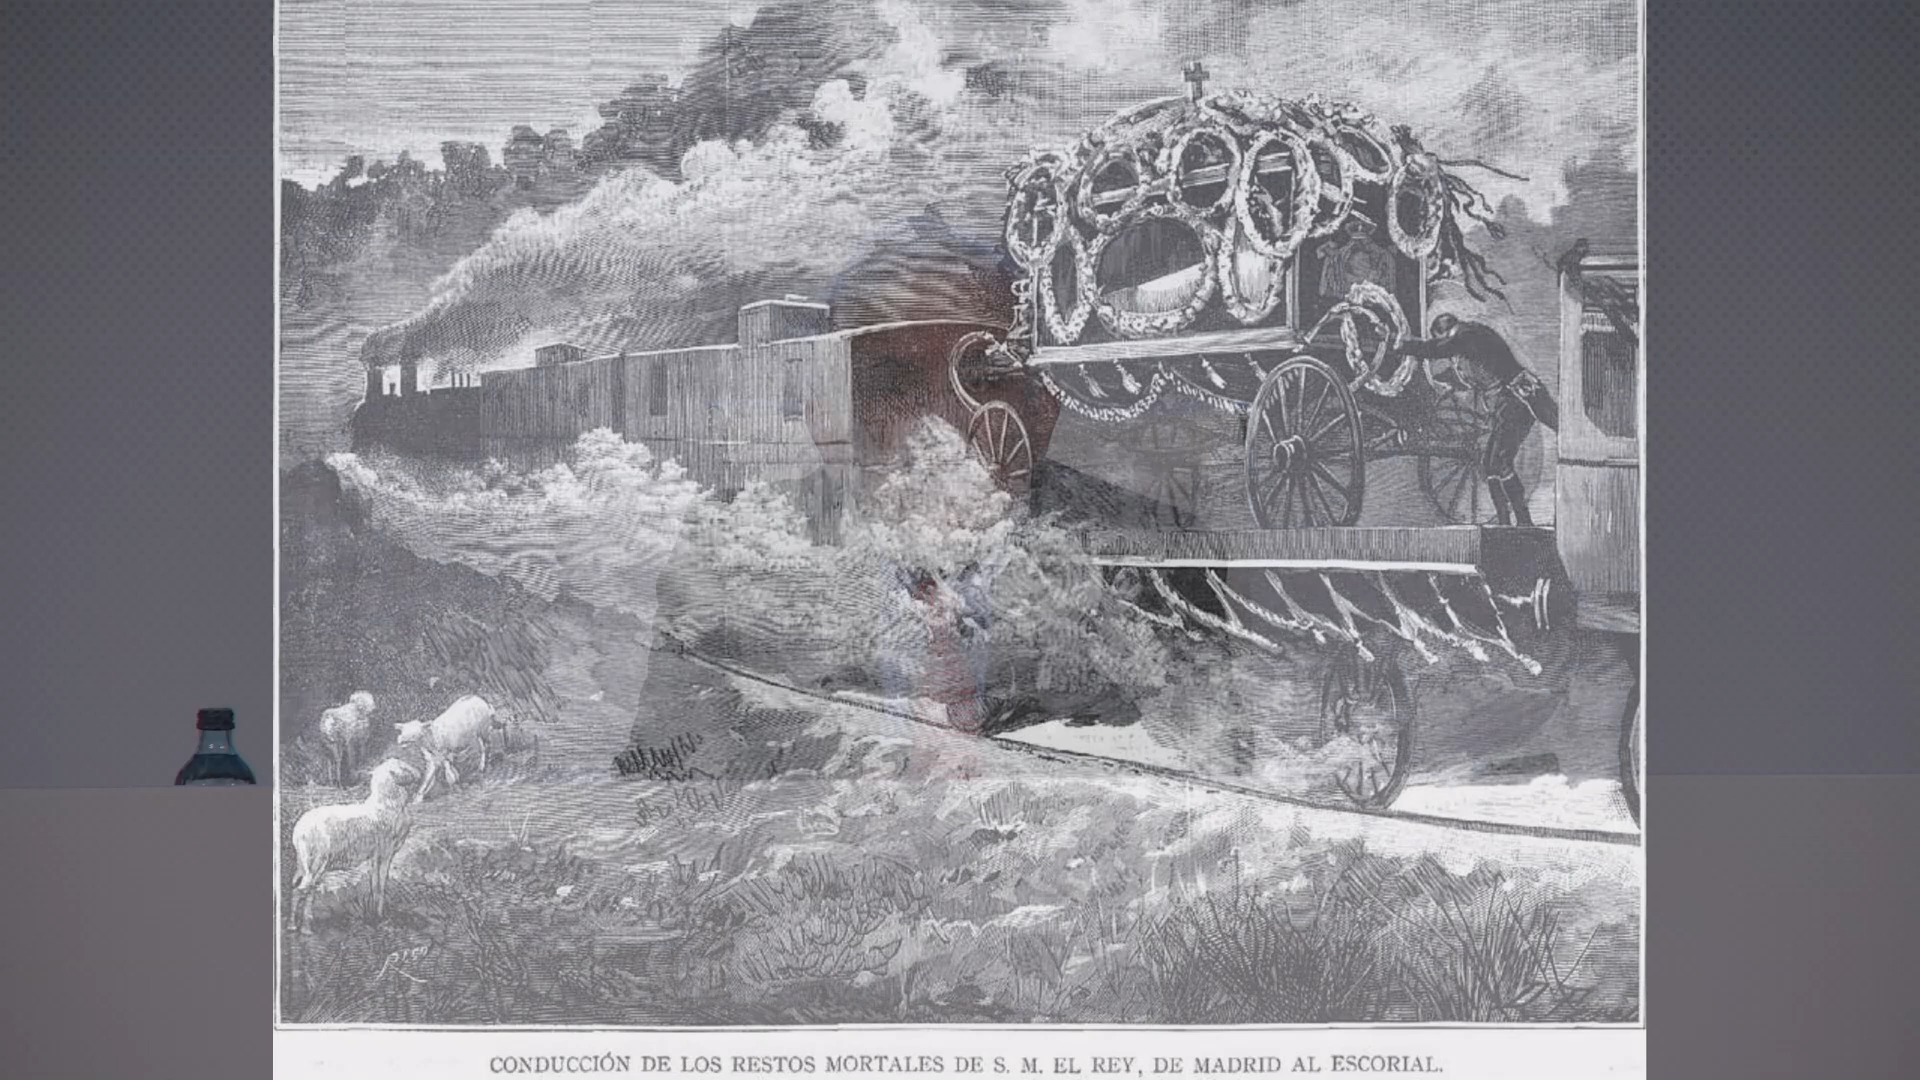 CONDUCCIÓN DE LOS RESTOS MORTALES DE S. M. EL REY, DE MADRID AL ESCORIAL.